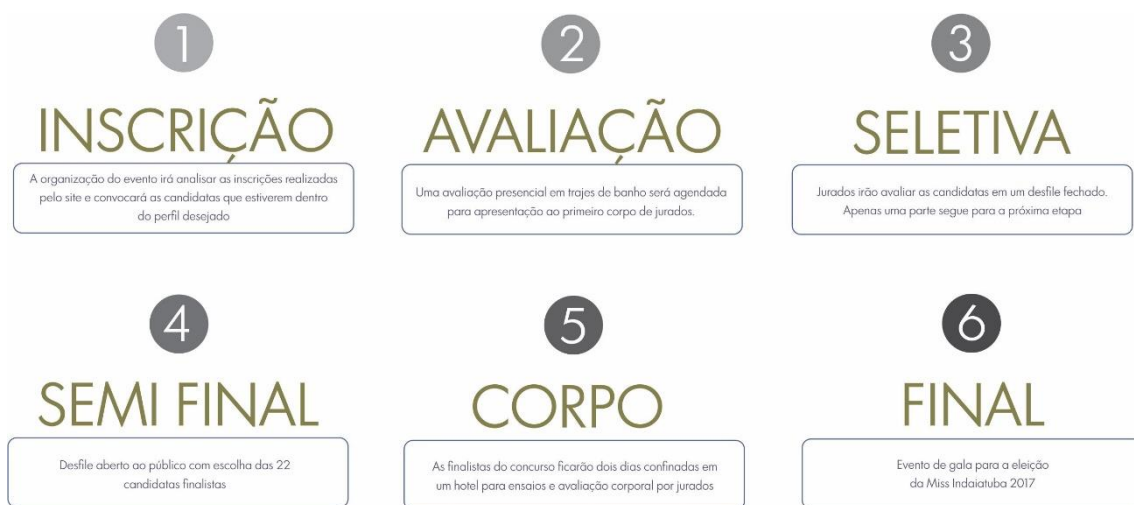 1
INSCRIÇÃO
A organização do evento irá analisar as inscrições realizadas
pelo site e convocará as candidatas que estiverem dentro
do perfil desejado
2
AVALIAÇÃO
Uma avaliação presencial em trajes de banho será agendada
para apresentação ao primeiro corpo de jurados.
3
SELETIVA
Jurados irão avaliar as candidatas em um desfile fechado.
Apenas uma parte segue para a próxima etapa
4
SEMI FINAL
Desfile aberto ao público com escolha das 22
candidatas finalistas
5
CORPO
As finalistas do concurso ficarão dois dias confinadas em
um hotel para ensaios e avaliação corporal por jurados
6
FINAL
Evento de gala para a eleição
da Miss Indaiatuba 2017